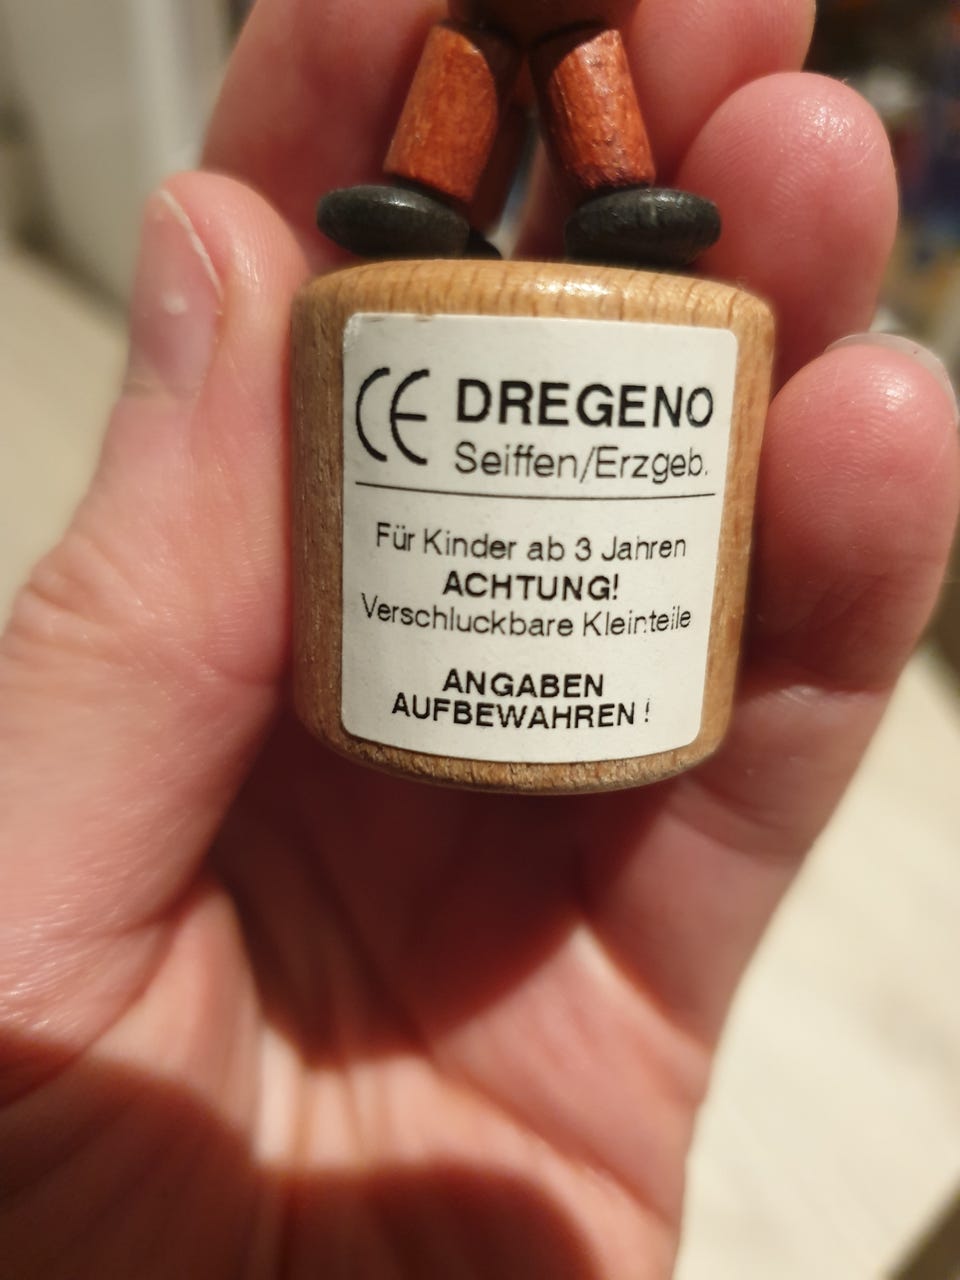 CE DREGENO
Seiffen/Erzgeb.
Für Kinder ab 3 Jahren
ACHTUNG!
Verschluckbare Kleinteile
ANGABEN
AUFBEWAHREN!